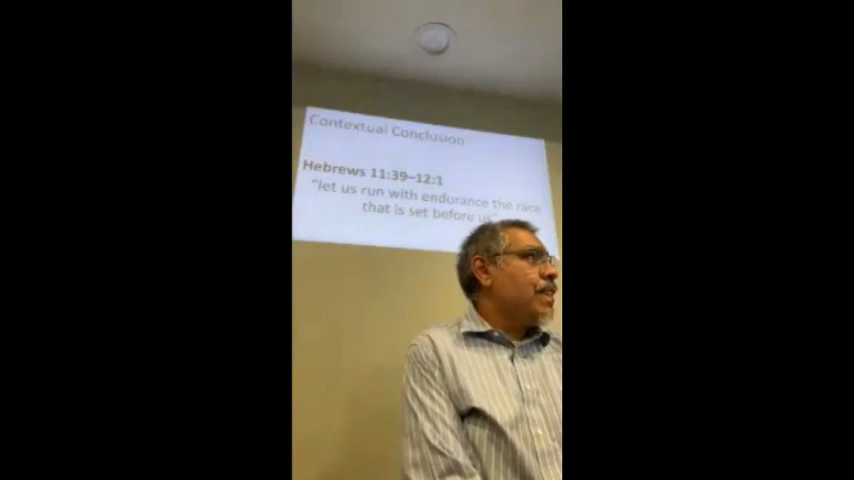 Contextual Conclusion
Hebrews 11:39–12:1
“let us run with endurance the race
that is set before us”